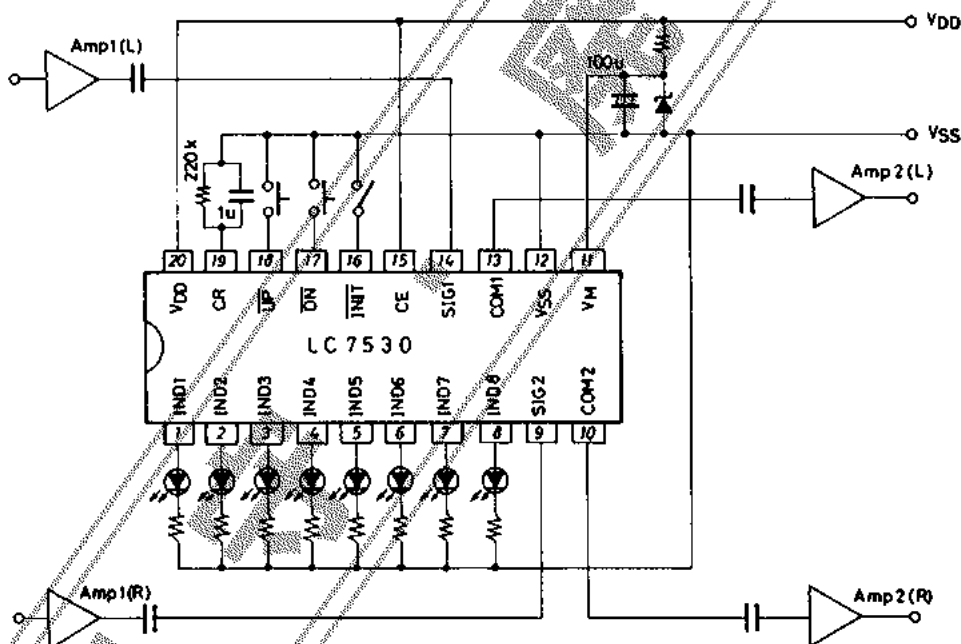 VDD
Amp1(L)
100u
VSS
220k
1u
Amp2(L)
20 19 18 17 16 15 14 13 12 11
VDD CR UP DN INIT CE SIG1 COM1 VSS VM
LC7530
IND1 IND2 IND3 IND4 IND5 IND6 IND7 IND8 SIG2 COM2
1 2 3 4 5 6 7 8 9 10
Amp1(R)
Amp2(R)